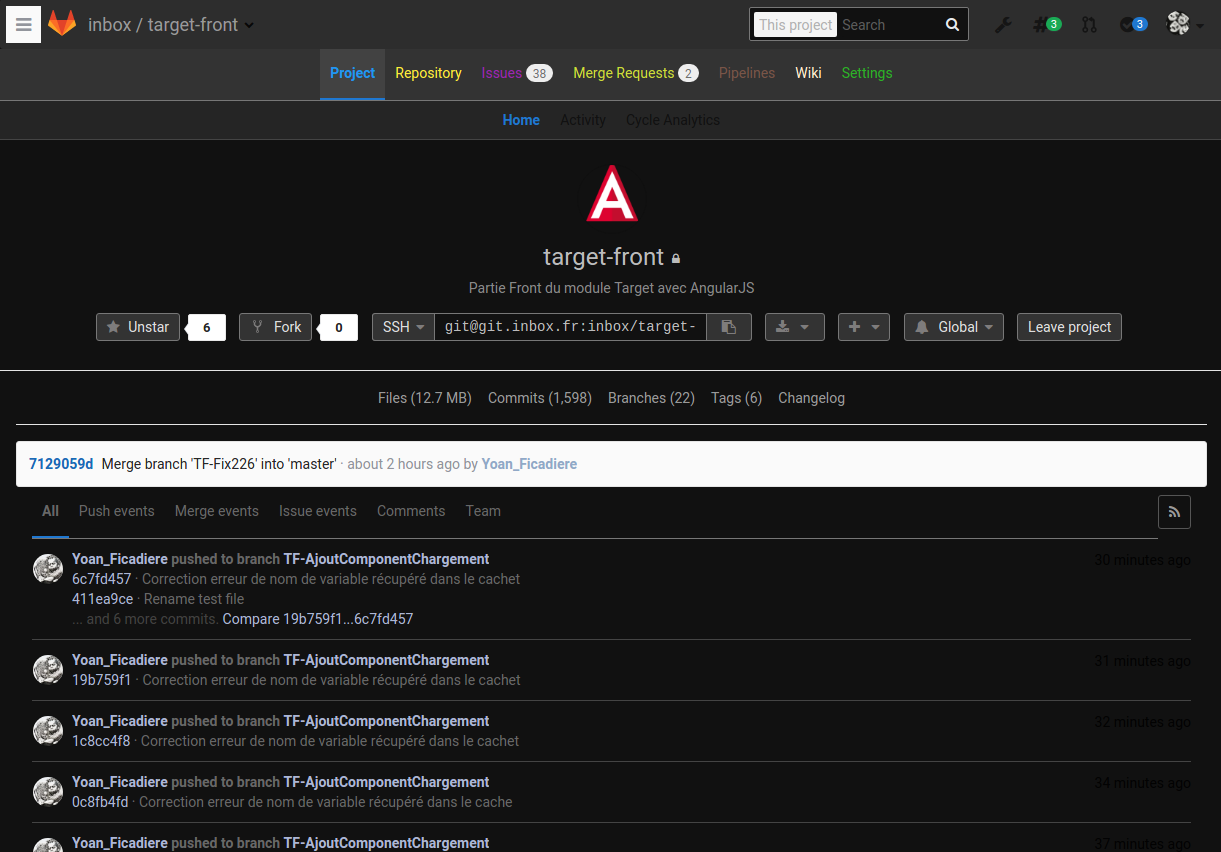 inbox / target-front
This project Search
3
3
Project Repository Issues 38 Merge Requests 2 Pipelines Wiki Settings
Home Activity Cycle Analytics
A
target-front
Partie Front du module Target avec AngularJS
Unstar 6 Fork 0 SSH git@git.inbox.fr:inbox/target- Global Leave project
Files (12.7 MB) Commits (1,598) Branches (22) Tags (6) Changelog
7129059d Merge branch 'TF-Fix226' into 'master' · about 2 hours ago by Yoan_Ficadiere
All Push events Merge events Issue events Comments Team
Yoan_Ficadiere pushed to branch TF-AjoutComponentChargement 30 minutes ago
6c7fd457 · Correction erreur de nom de variable récupéré dans le cachet
411ea9ce · Rename test file
... and 6 more commits. Compare 19b759f1...6c7fd457
Yoan_Ficadiere pushed to branch TF-AjoutComponentChargement 31 minutes ago
19b759f1 · Correction erreur de nom de variable récupéré dans le cachet
Yoan_Ficadiere pushed to branch TF-AjoutComponentChargement 32 minutes ago
1c8cc4f8 · Correction erreur de nom de variable récupéré dans le cachet
Yoan_Ficadiere pushed to branch TF-AjoutComponentChargement 34 minutes ago
0c8fb4fd · Correction erreur de nom de variable récupéré dans le cache
Yoan_Ficadiere pushed to branch TF-AjoutComponentChargement 37 minutes ago